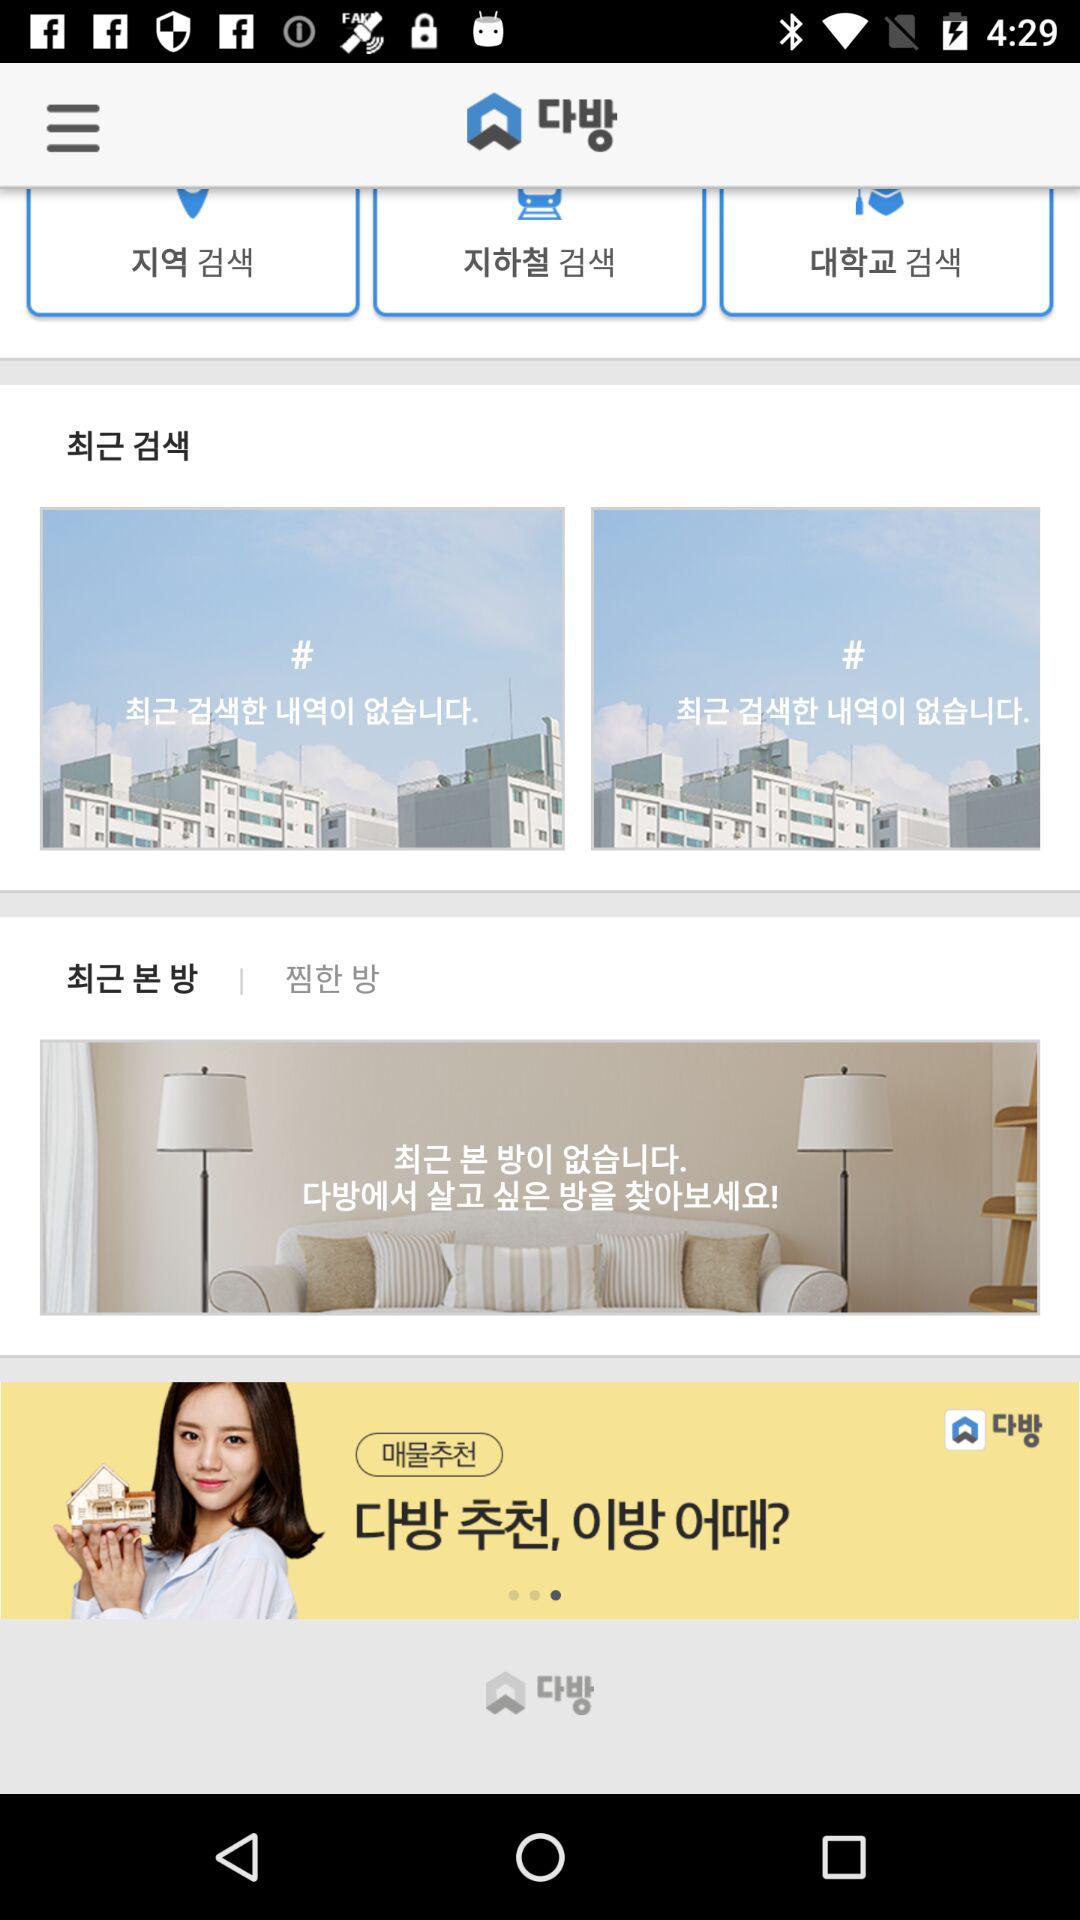 FAKE
4:29
다방
지역 검색
지하철 검색
대학교 검색
최근 검색
#
최근 검색한 내역이 없습니다.
#
최근 검색한 내역이 없습니다.
최근 본 방 | 찜한 방
최근 본 방이 없습니다.
다방에서 살고 싶은 방을 찾아보세요!
다방
매물추천
다방 추천, 이방 어때?
다방